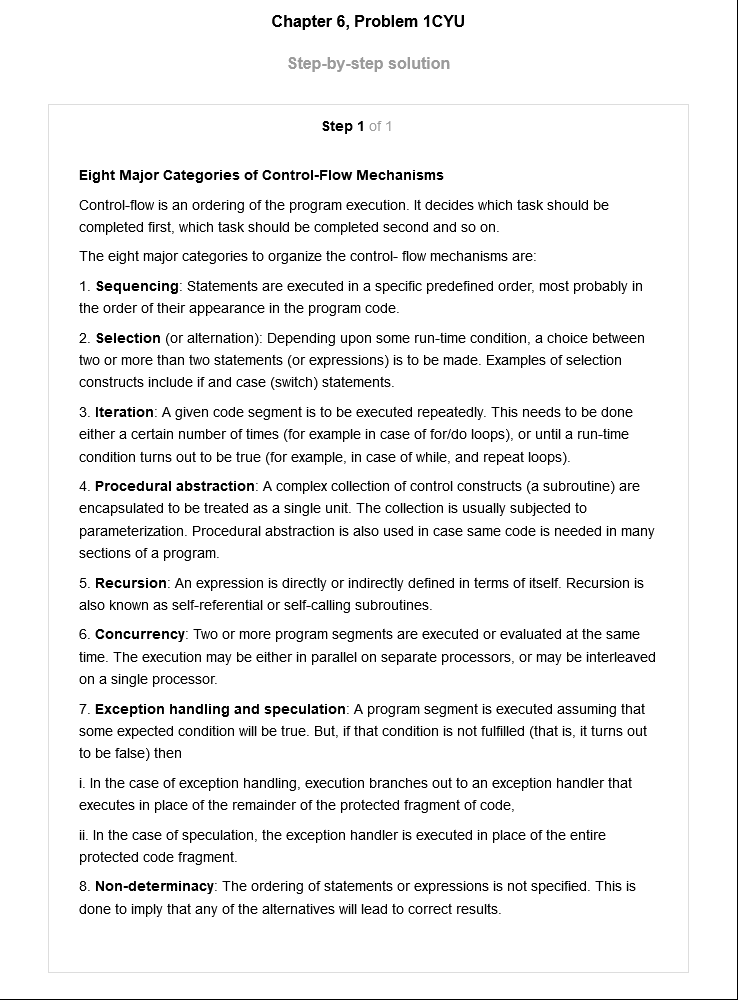 Chapter 6, Problem 1CYU
Step-by-step solution
Step 1 of 1
Eight Major Categories of Control-Flow Mechanisms
Control-flow is an ordering of the program execution. It decides which task should be
completed first, which task should be completed second and so on.
The eight major categories to organize the control- flow mechanisms are:
1. Sequencing: Statements are executed in a specific predefined order, most probably in
the order of their appearance in the program code.
2. Selection (or alternation): Depending upon some run-time condition, a choice between
two or more than two statements (or expressions) is to be made. Examples of selection
constructs include if and case (switch) statements.
3. Iteration: A given code segment is to be executed repeatedly. This needs to be done
either a certain number of times (for example in case of for/do loops), or until a run-time
condition turns out to be true (for example, in case of while, and repeat loops).
4. Procedural abstraction: A complex collection of control constructs (a subroutine) are
encapsulated to be treated as a single unit. The collection is usually subjected to
parameterization. Procedural abstraction is also used in case same code is needed in many
sections of a program.
5. Recursion: An expression is directly or indirectly defined in terms of itself. Recursion is
also known as self-referential or self-calling subroutines.
6. Concurrency: Two or more program segments are executed or evaluated at the same
time. The execution may be either in parallel on separate processors, or may be interleaved
on a single processor.
7. Exception handling and speculation: A program segment is executed assuming that
some expected condition will be true. But, if that condition is not fulfilled (that is, it turns out
to be false) then
i. In the case of exception handling, execution branches out to an exception handler that
executes in place of the remainder of the protected fragment of code,
ii. In the case of speculation, the exception handler is executed in place of the entire
protected code fragment.
8. Non-determinacy: The ordering of statements or expressions is not specified. This is
done to imply that any of the alternatives will lead to correct results.